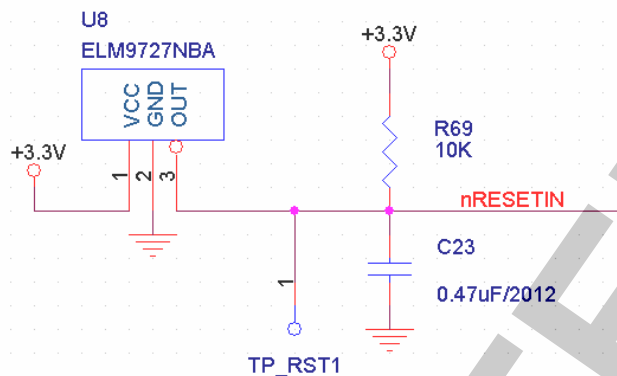 U8
ELM9727NBA
VCC
GND
OUT
+3.3V
1
2
3
+3.3V
R69
10K
nRESETIN
C23
0.47uF/2012
1
TP_RST1